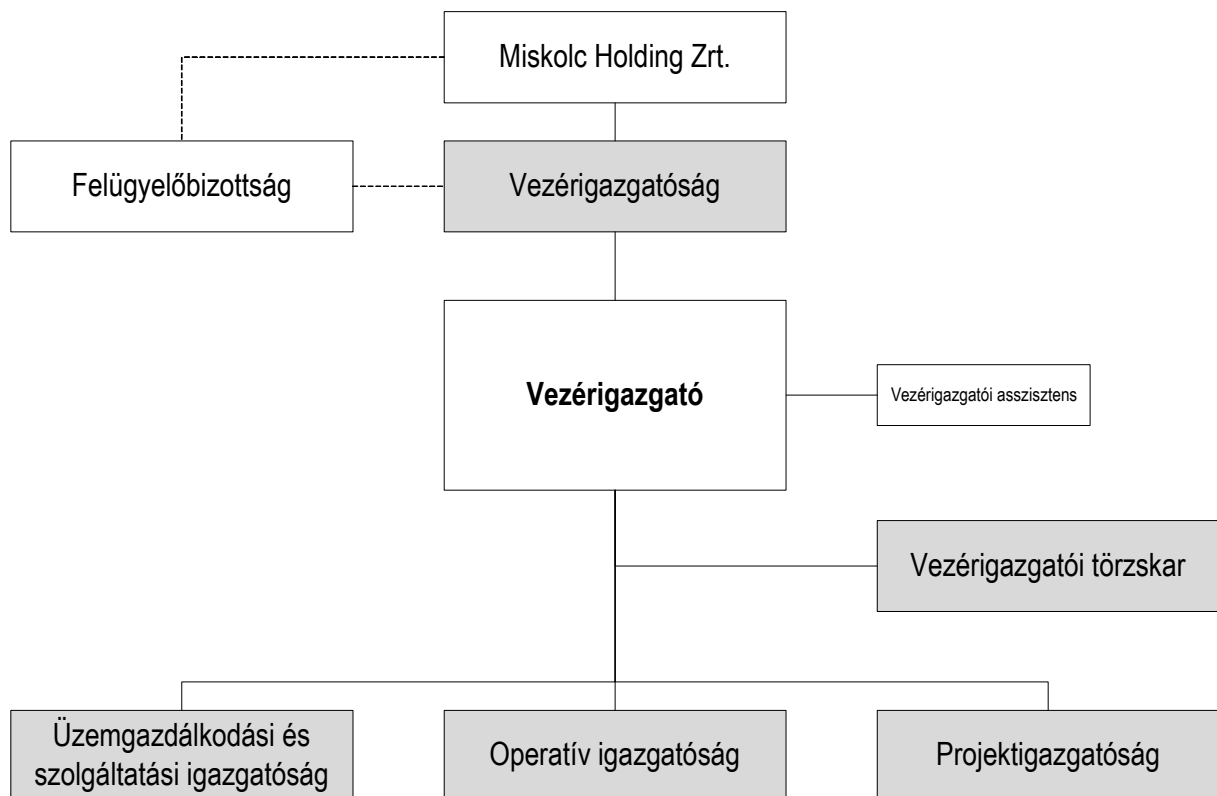 Miskolc Holding Zrt.
Felügyelőbizottság
Vezérigazgatóság
Vezérigazgató
Vezérigazgatói asszisztens
Vezérigazgatói törzskar
Üzemgazdálkodási és
szolgáltatási igazgatóság
Operatív igazgatóság
Projektigazgatóság